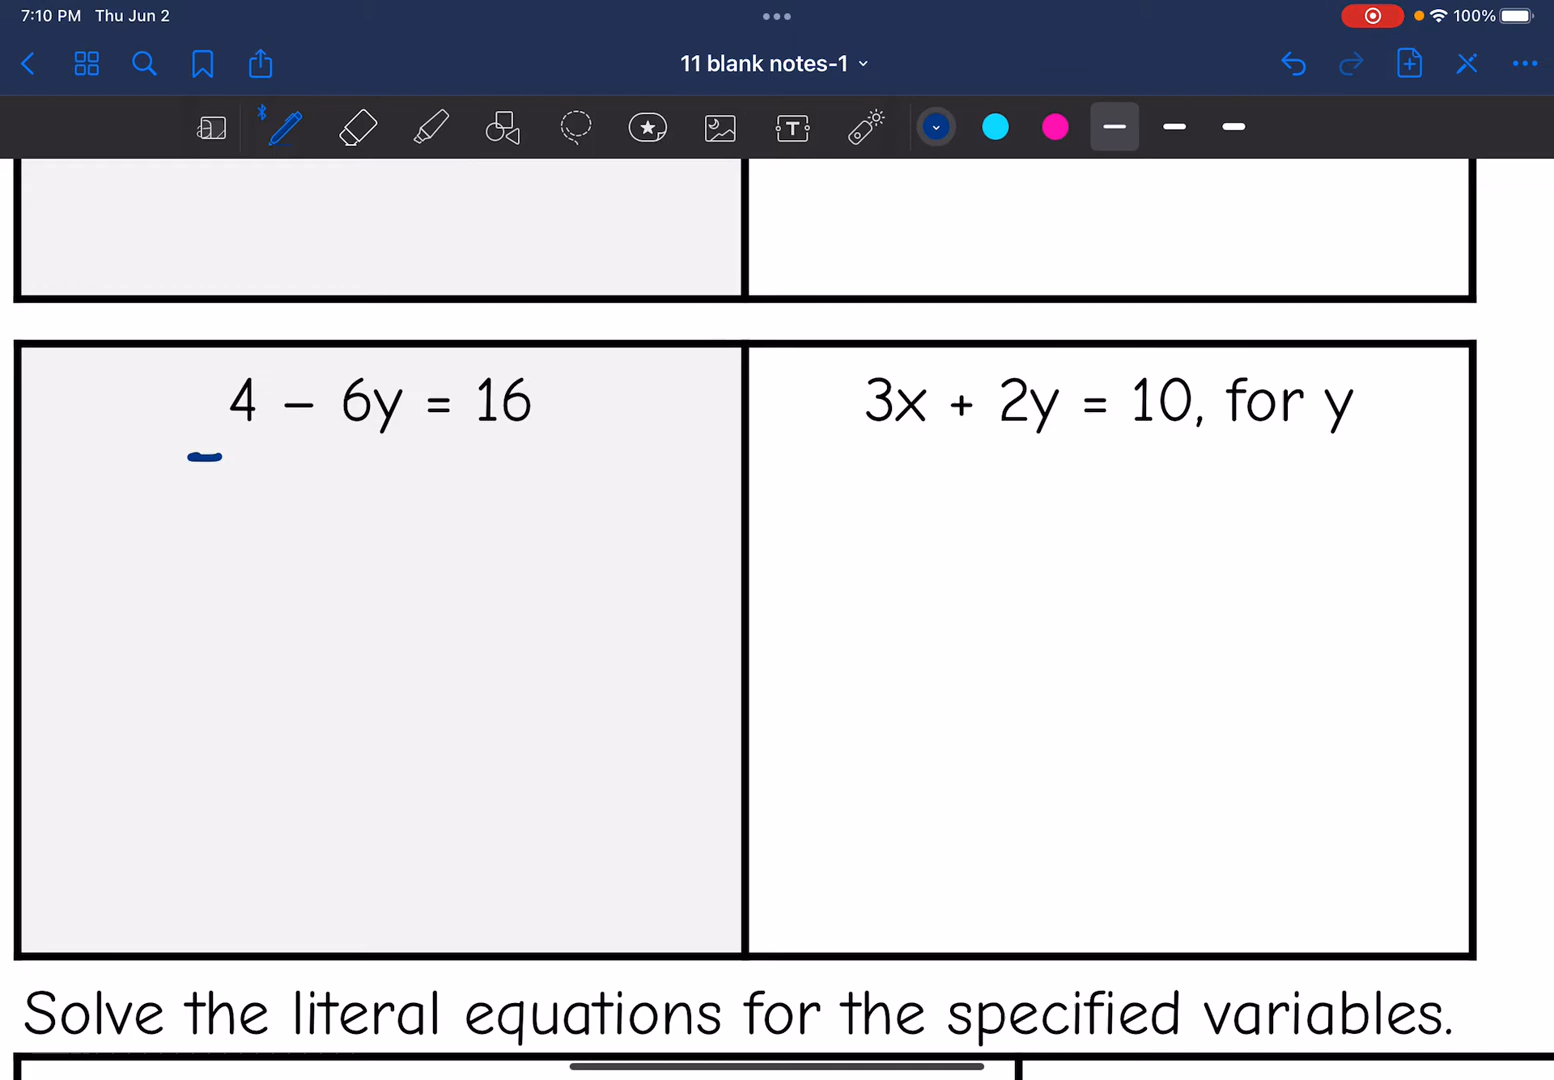 7:10 PM Thu Jun 2
100%
11 blank notes-1
T
4 – 6y = 16
3x + 2y = 10, for y
–
Solve the literal equations for the specified variables.